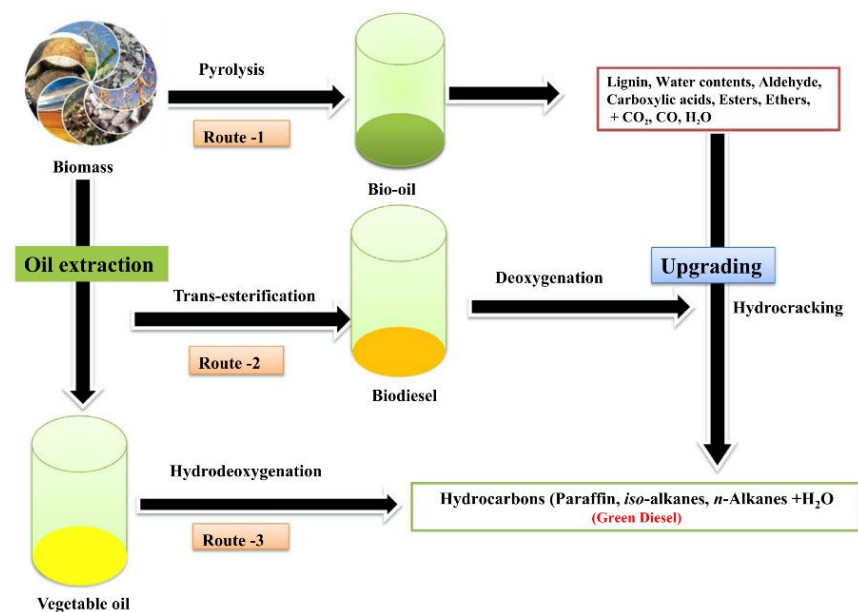 Pyrolysis
Route -1
Biomass
Bio-oil
Lignin, Water contents, Aldehyde,
Carboxylic acids, Esters, Ethers,
+ CO₂, CO, H₂O
Oil extraction
Trans-esterification
Route -2
Biodiesel
Deoxygenation
Upgrading
Hydrocracking
Vegetable oil
Hydrodeoxygenation
Route -3
Hydrocarbons (Paraffin, iso-alkanes, n-Alkanes +H₂O
(Green Diesel)